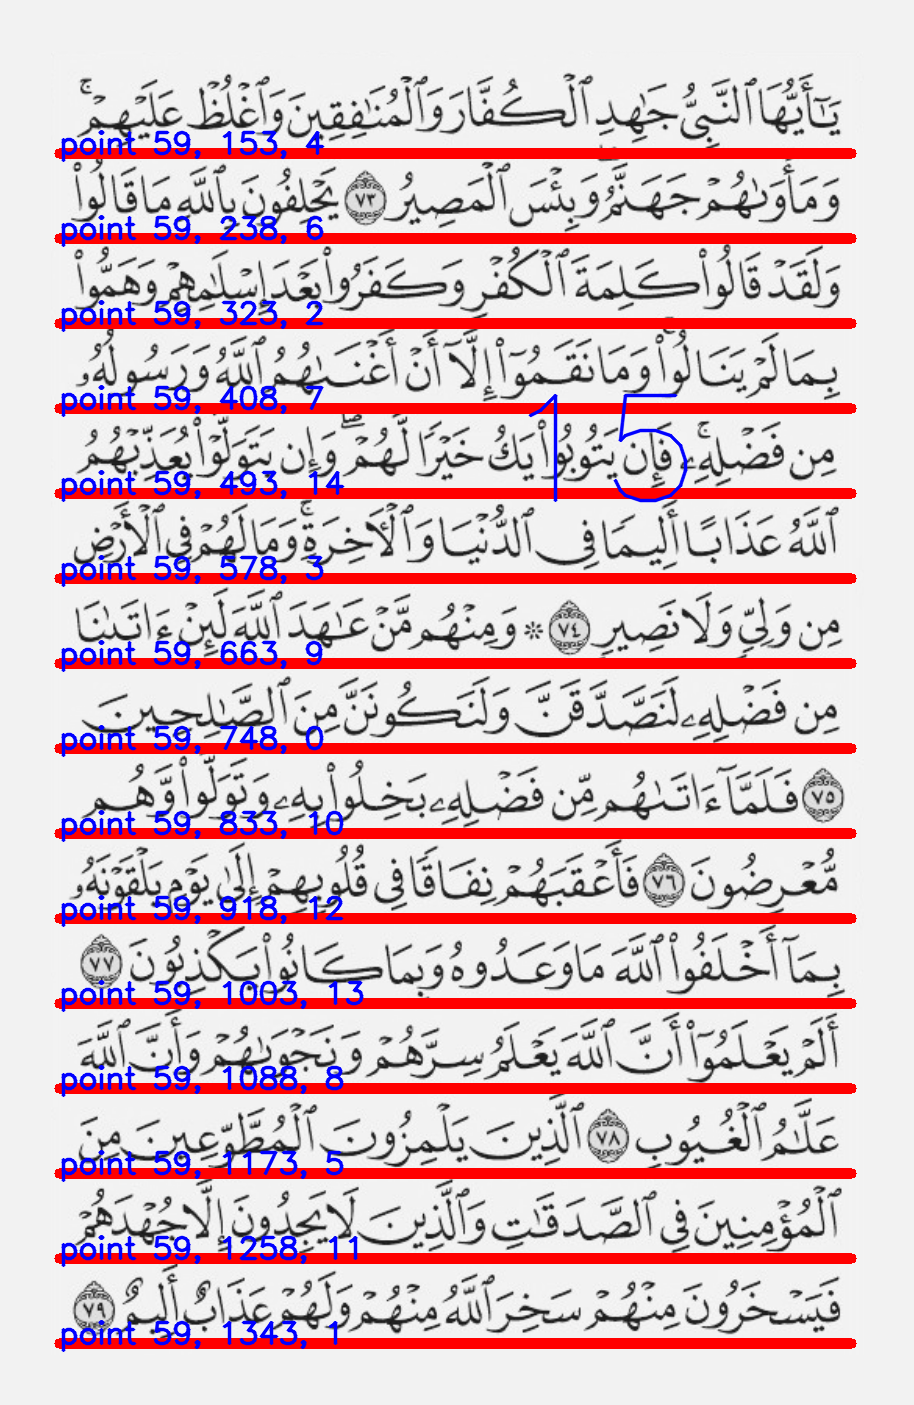 يَـٰٓأَيُّهَا ٱلنَّبِىُّ جَـٰهِدِ ٱلْكُفَّارَ وَٱلْمُنَـٰفِقِينَ وَٱغْلُظْ عَلَيْهِمْ ۚ
point 59, 153, 4
وَمَأْوَىٰهُمْ جَهَنَّمُ ۖ وَبِئْسَ ٱلْمَصِيرُ ٧٣ يَحْلِفُونَ بِٱللَّهِ مَا قَالُوا۟
point 59, 238, 6
وَلَقَدْ قَالُوا۟ كَلِمَةَ ٱلْكُفْرِ وَكَفَرُوا۟ بَعْدَ إِسْلَـٰمِهِمْ وَهَمُّوا۟
point 59, 323, 2
بِمَا لَمْ يَنَالُوا۟ ۚ وَمَا نَقَمُوٓا۟ إِلَّآ أَنْ أَغْنَىٰهُمُ ٱللَّهُ وَرَسُولُهُۥ
point 59, 408, 7
15
مِن فَضْلِهِۦ ۚ فَإِن يَتُوبُوا۟ يَكُ خَيْرًا لَّهُمْ ۖ وَإِن يَتَوَلَّوْا۟ يُعَذِّبْهُمُ
point 59, 493, 14
ٱللَّهُ عَذَابًا أَلِيمًا فِى ٱلدُّنْيَا وَٱلْـَٔاخِرَةِ ۚ وَمَا لَهُمْ فِى ٱلْأَرْضِ
point 59, 578, 3
مِن وَلِىٍّ وَلَا نَصِيرٍ ٧٤ ۞ وَمِنْهُم مَّنْ عَـٰهَدَ ٱللَّهَ لَئِنْ ءَاتَىٰنَا
point 59, 663, 9
مِن فَضْلِهِۦ لَنَصَّدَّقَنَّ وَلَنَكُونَنَّ مِنَ ٱلصَّـٰلِحِينَ
point 59, 748, 0
٧٥ فَلَمَّآ ءَاتَىٰهُم مِّن فَضْلِهِۦ بَخِلُوا۟ بِهِۦ وَتَوَلَّوا۟ وَّهُم
point 59, 833, 10
مُّعْرِضُونَ ٧٦ فَأَعْقَبَهُمْ نِفَاقًا فِى قُلُوبِهِمْ إِلَىٰ يَوْمِ يَلْقَوْنَهُۥ
point 59, 918, 12
بِمَآ أَخْلَفُوا۟ ٱللَّهَ مَا وَعَدُوهُ وَبِمَا كَانُوا۟ يَكْذِبُونَ ٧٧
point 59, 1003, 13
أَلَمْ يَعْلَمُوٓا۟ أَنَّ ٱللَّهَ يَعْلَمُ سِرَّهُمْ وَنَجْوَىٰهُمْ وَأَنَّ ٱللَّهَ
point 59, 1088, 8
عَلَّـٰمُ ٱلْغُيُوبِ ٧٨ ٱلَّذِينَ يَلْمِزُونَ ٱلْمُطَّوِّعِينَ مِنَ
point 59, 1173, 5
ٱلْمُؤْمِنِينَ فِى ٱلصَّدَقَـٰتِ وَٱلَّذِينَ لَا يَجِدُونَ إِلَّا جُهْدَهُمْ
point 59, 1258, 11
فَيَسْخَرُونَ مِنْهُمْ سَخِرَ ٱللَّهُ مِنْهُمْ وَلَهُمْ عَذَابٌ أَلِيمٌ ٧٩
point 59, 1343, 1